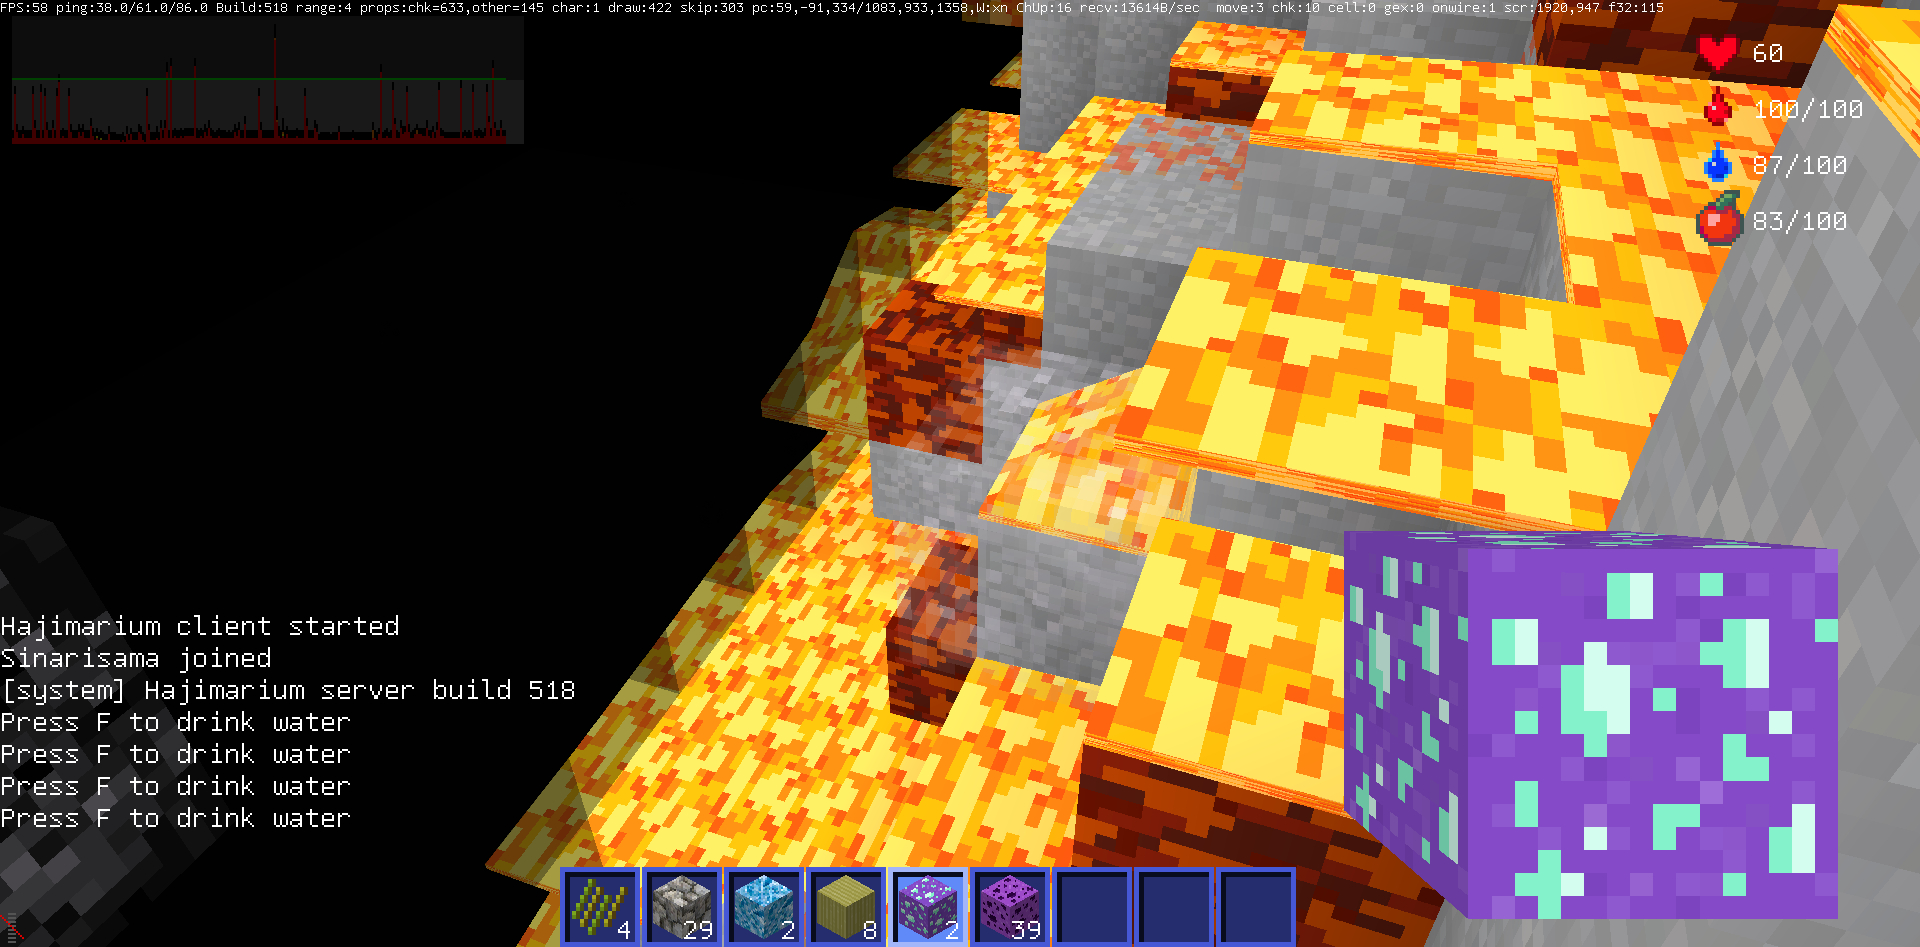 FPS:58 ping:38.0/61.0/86.0 Build:518 range:4 props:chk=633,other=145 char:1 draw:422 skip:303 pc:59,-91,334/1083,933,1358,W:xn ChUp:16 recv:13614B/sec  move:3 chk:10 cell:0 gex:0 onwire:1 scr:1920,947 f32:115
60
100/100
87/100
83/100
Hajimarium client started
Sinarisama joined
[system] Hajimarium server build 518
Press F to drink water
Press F to drink water
Press F to drink water
Press F to drink water
4 29 2 8 2 39